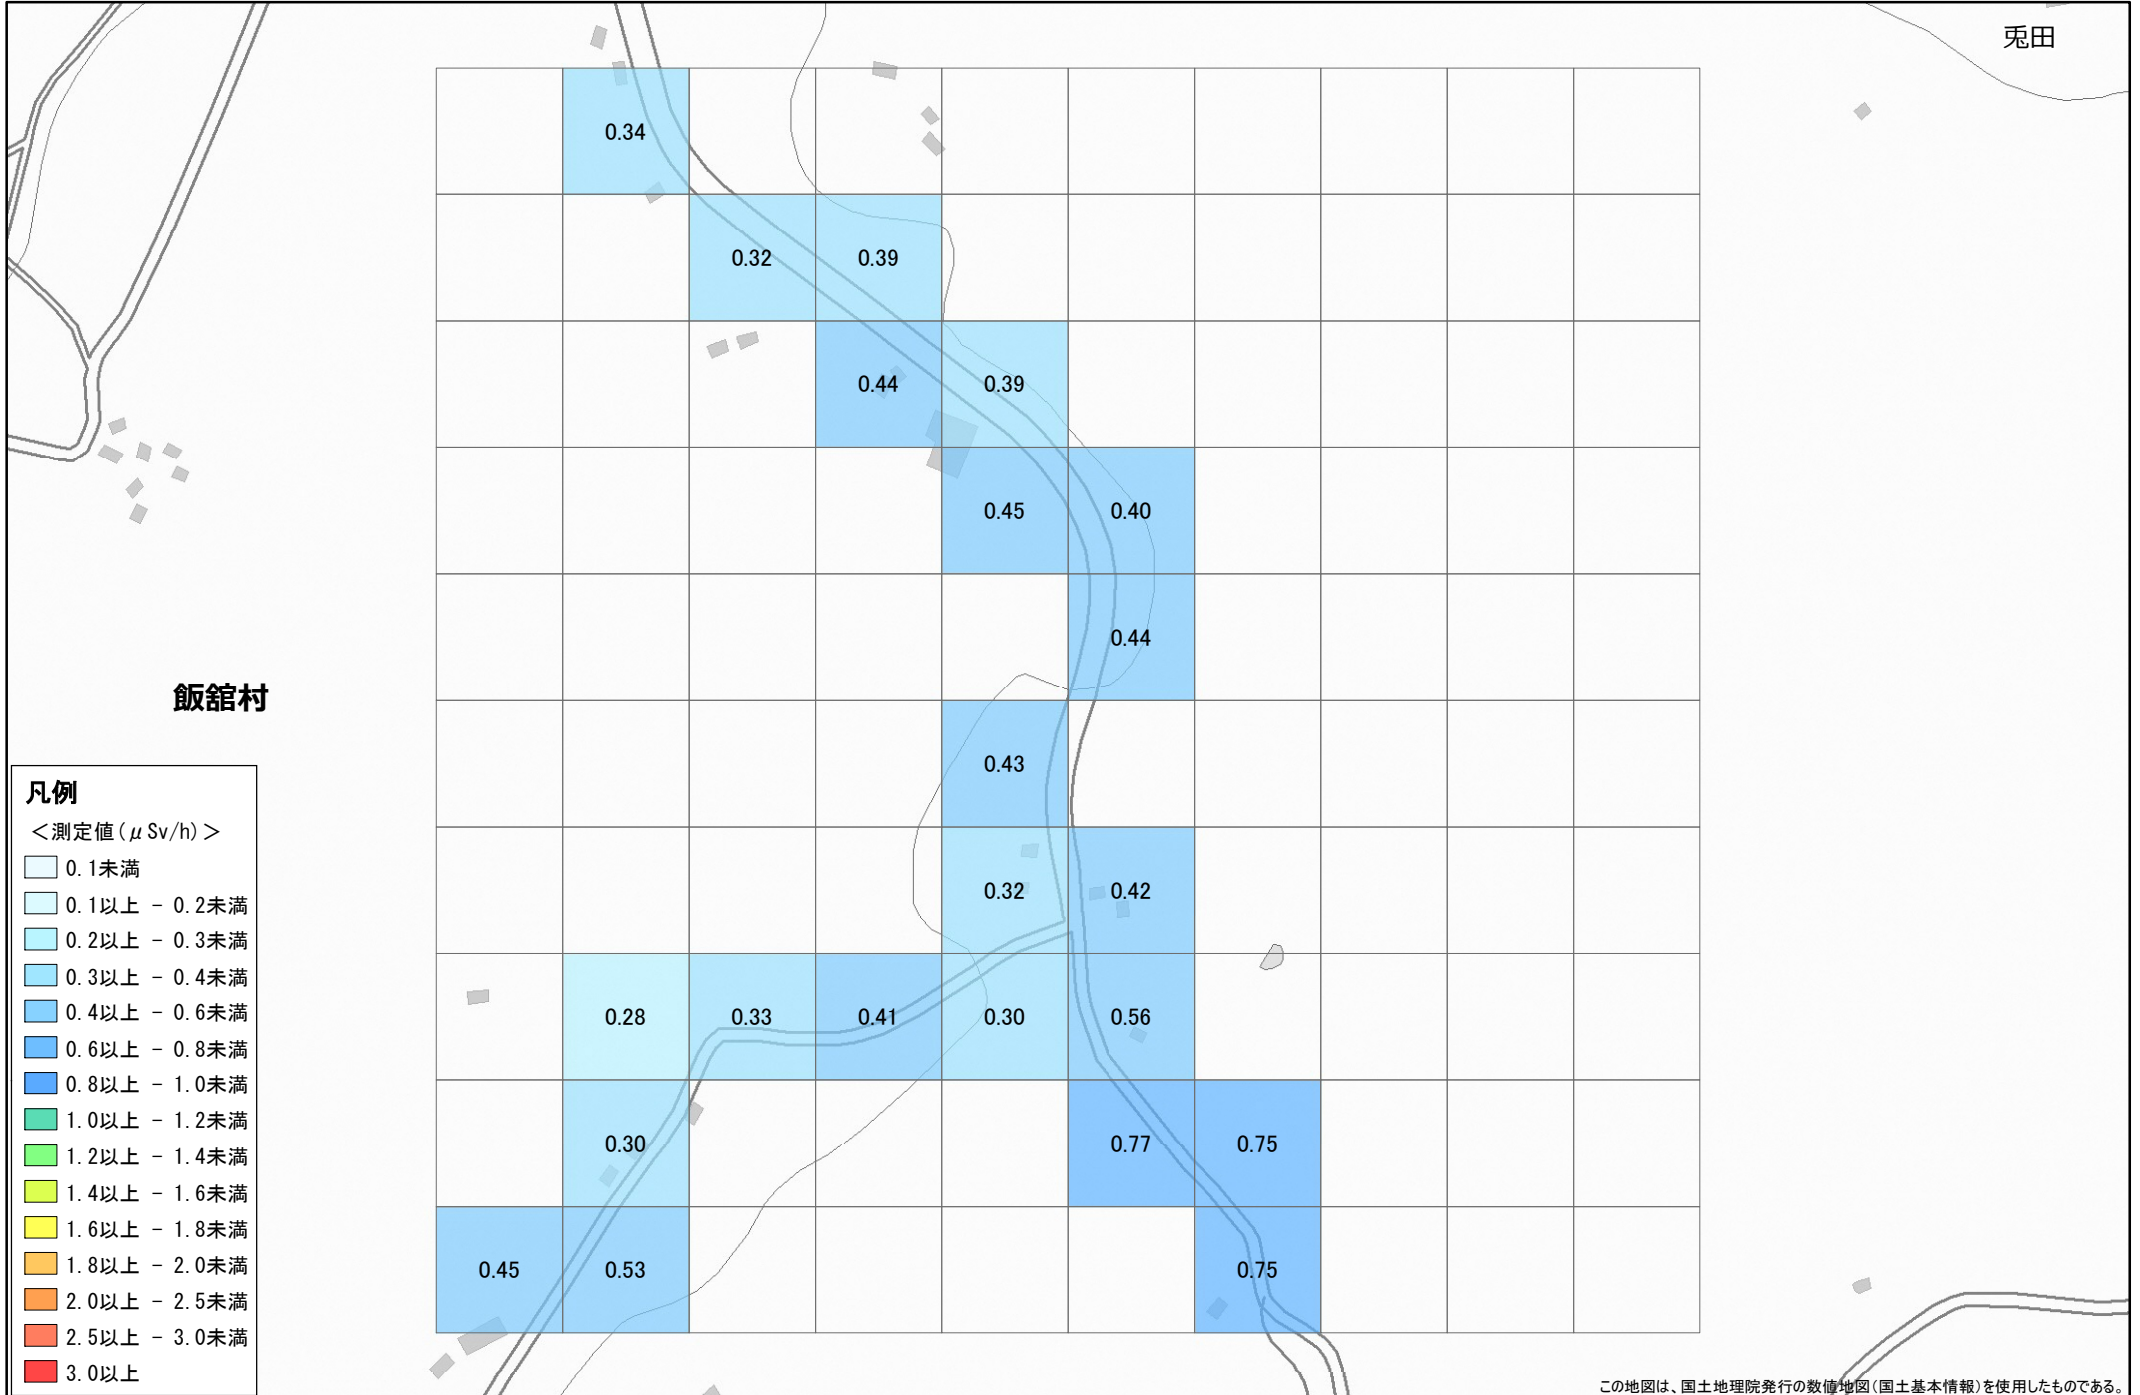 兎田
0.34
0.32 0.39
0.44 0.39
0.45 0.40
0.44
飯舘村
0.43
0.32 0.42
0.28 0.33 0.41 0.30 0.56
0.30 0.77 0.75
0.45 0.53 0.75
凡例
＜測定値(μSv/h)＞
0.1未満
0.1以上 - 0.2未満
0.2以上 - 0.3未満
0.3以上 - 0.4未満
0.4以上 - 0.6未満
0.6以上 - 0.8未満
0.8以上 - 1.0未満
1.0以上 - 1.2未満
1.2以上 - 1.4未満
1.4以上 - 1.6未満
1.6以上 - 1.8未満
1.8以上 - 2.0未満
2.0以上 - 2.5未満
2.5以上 - 3.0未満
3.0以上
この地図は、国土地理院発行の数値地図(国土基本情報)を使用したものである。